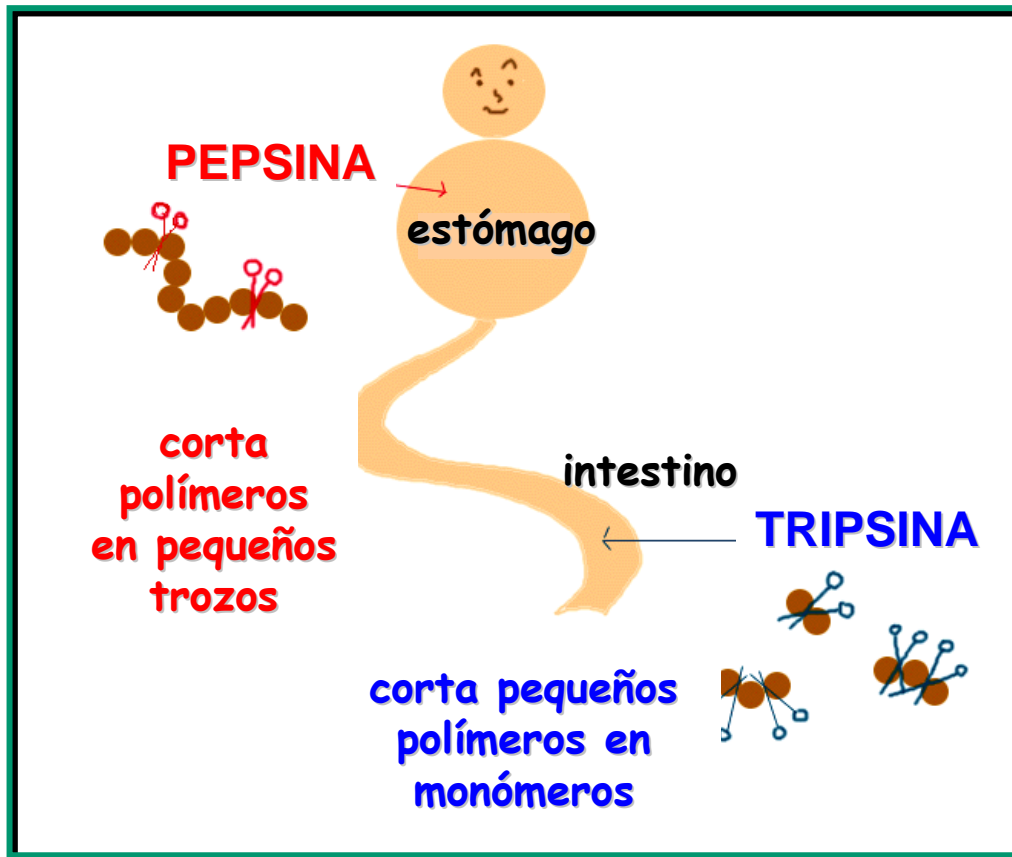 PEPSINA
estómago
corta
polímeros
en pequeños
trozos
intestino
TRIPSINA
corta pequeños
polímeros en
monómeros